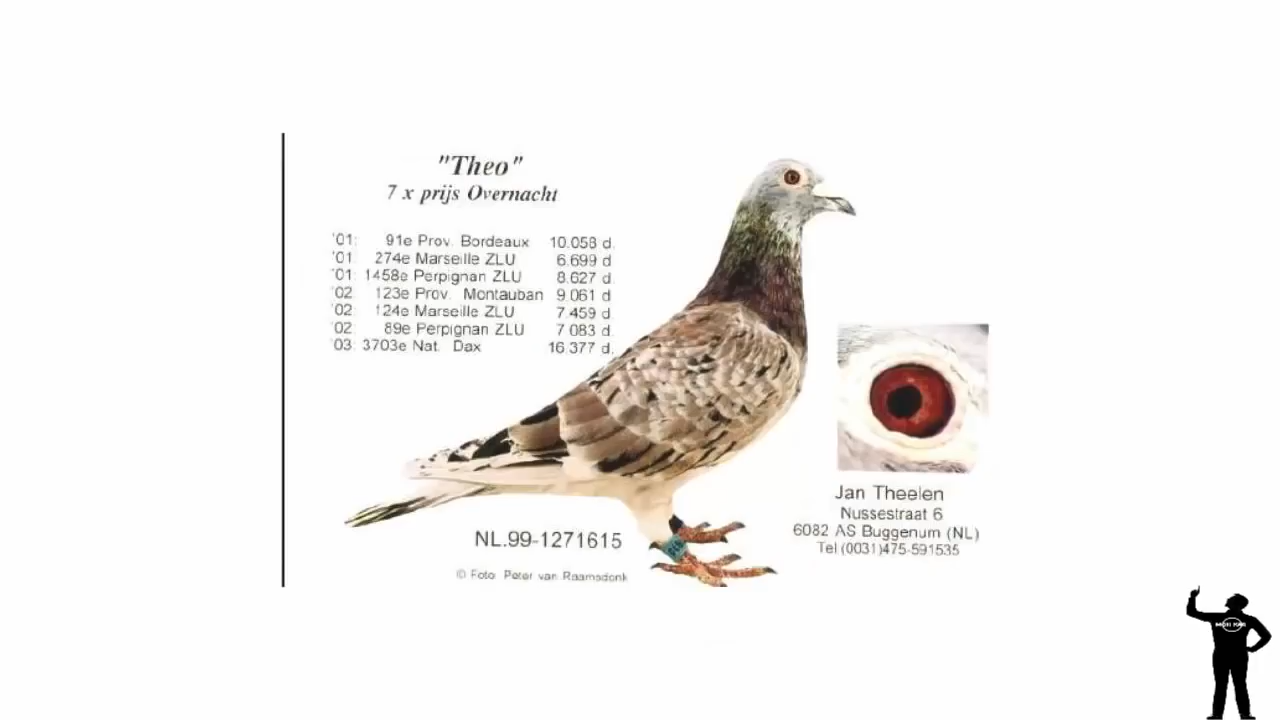 "Theo"
7 x prijs Overnacht
'01: 91e Prov. Bordeaux 10.058 d.
'01 274e Marseille ZLU 6.699 d
'01: 1458e Perpignan ZLU 8.627 d.
'02 123e Prov. Montauban 9.061 d
'02: 124e Marseille ZLU 7.459 d
'02: 89e Perpignan ZLU 7.083 d.
'03: 3703e Nat. Dax 16.377 d.
Jan Theelen
Nussestraat 6
6082 AS Buggenum (NL)
Tel (0031)475-591535
NL.99-1271615
© Foto: Peter van Raamsdonk